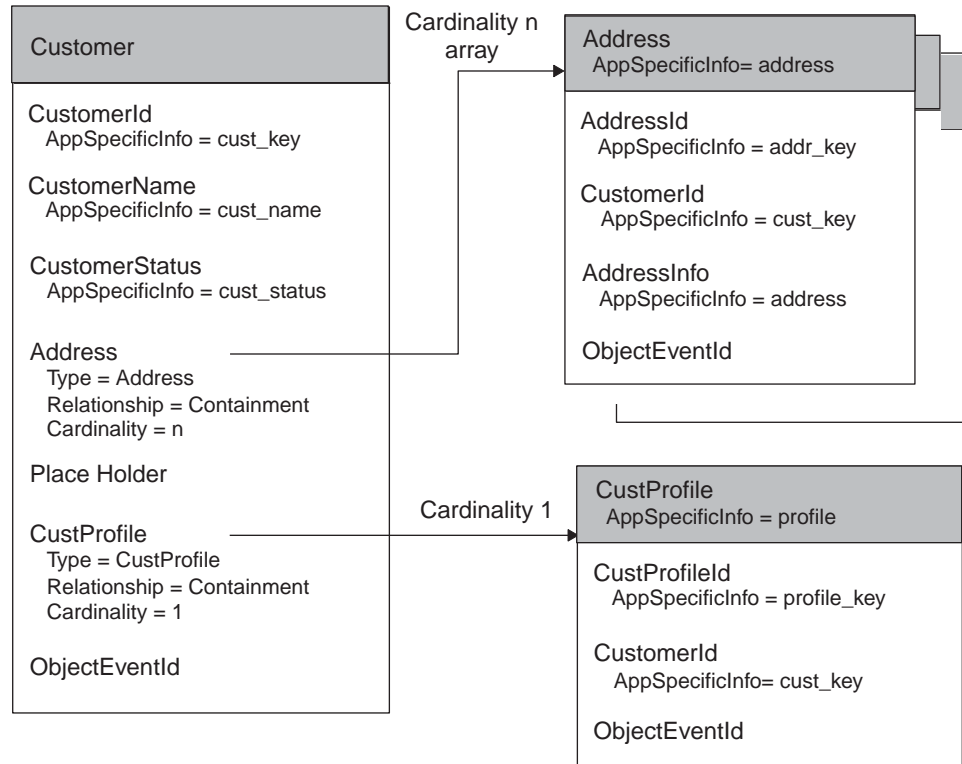 Customer
CustomerId
AppSpecificInfo = cust_key
CustomerName
AppSpecificInfo = cust_name
CustomerStatus
AppSpecificInfo = cust_status
Address
Type = Address
Relationship = Containment
Cardinality = n
Place Holder
CustProfile
Type = CustProfile
Relationship = Containment
Cardinality = 1
ObjectEventId
Cardinality n
array
Address
AppSpecificInfo= address
AddressId
AppSpecificInfo = addr_key
CustomerId
AppSpecificInfo = cust_key
AddressInfo
AppSpecificInfo = address
ObjectEventId
Cardinality 1
CustProfile
AppSpecificInfo = profile
CustProfileId
AppSpecificInfo = profile_key
CustomerId
AppSpecificInfo= cust_key
ObjectEventId